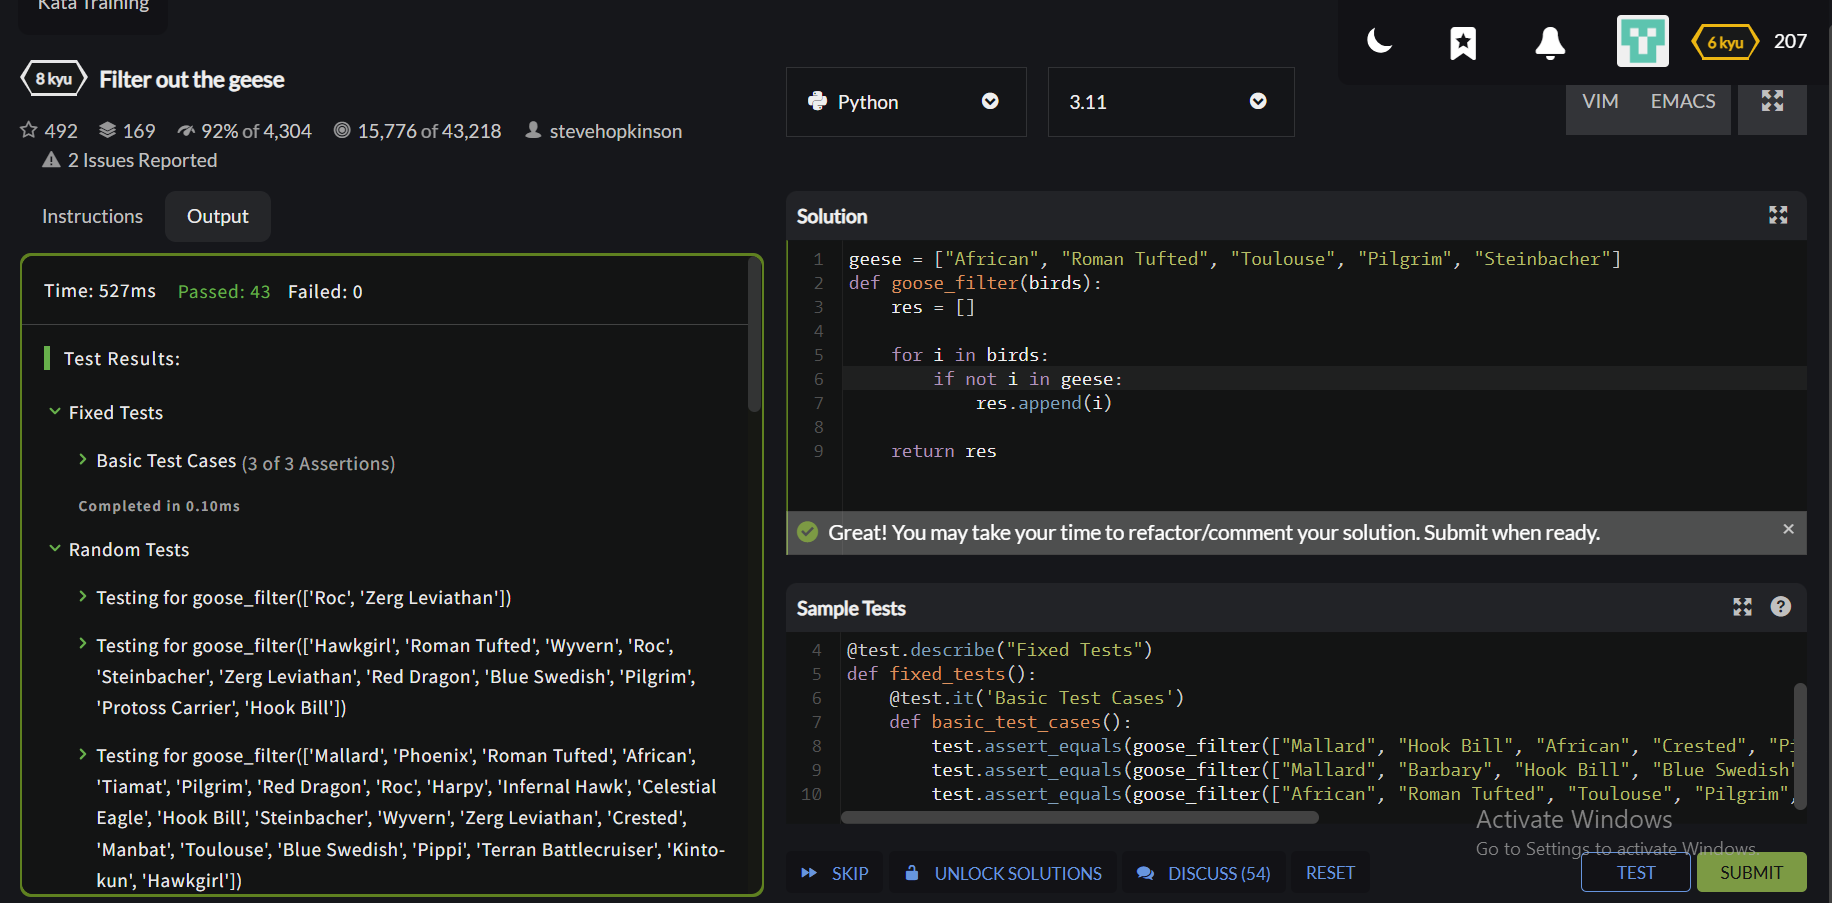 Kata Training
6 kyu 207
8 kyu Filter out the geese
492 169 92% of 4,304 15,776 of 43,218 stevehopkinson
2 Issues Reported
Python 3.11 VIM EMACS
Instructions Output
Time: 527ms Passed: 43 Failed: 0
Test Results:
Fixed Tests
Basic Test Cases (3 of 3 Assertions)
Completed in 0.10ms
Random Tests
Testing for goose_filter(['Roc', 'Zerg Leviathan'])
Testing for goose_filter(['Hawkgirl', 'Roman Tufted', 'Wyvern', 'Roc',
'Steinbacher', 'Zerg Leviathan', 'Red Dragon', 'Blue Swedish', 'Pilgrim',
'Protoss Carrier', 'Hook Bill'])
Testing for goose_filter(['Mallard', 'Phoenix', 'Roman Tufted', 'African',
'Tiamat', 'Pilgrim', 'Red Dragon', 'Roc', 'Harpy', 'Infernal Hawk', 'Celestial
Eagle', 'Hook Bill', 'Steinbacher', 'Wyvern', 'Zerg Leviathan', 'Crested',
'Manbat', 'Toulouse', 'Blue Swedish', 'Pippi', 'Terran Battlecruiser', 'Kinto-
kun', 'Hawkgirl'])
Solution
1 geese = ["African", "Roman Tufted", "Toulouse", "Pilgrim", "Steinbacher"]
2 def goose_filter(birds):
3 res = []
4
5 for i in birds:
6 if not i in geese:
7 res.append(i)
8
9 return res
Great! You may take your time to refactor/comment your solution. Submit when ready.
Sample Tests
4 @test.describe("Fixed Tests")
5 def fixed_tests():
6 @test.it('Basic Test Cases')
7 def basic_test_cases():
8 test.assert_equals(goose_filter(["Mallard", "Hook Bill", "African", "Crested", "Pi
9 test.assert_equals(goose_filter(["Mallard", "Barbary", "Hook Bill", "Blue Swedish"
10 test.assert_equals(goose_filter(["African", "Roman Tufted", "Toulouse", "Pilgrim",
Activate Windows
Go to Settings to activate Windows.
SKIP UNLOCK SOLUTIONS DISCUSS (54) RESET TEST SUBMIT